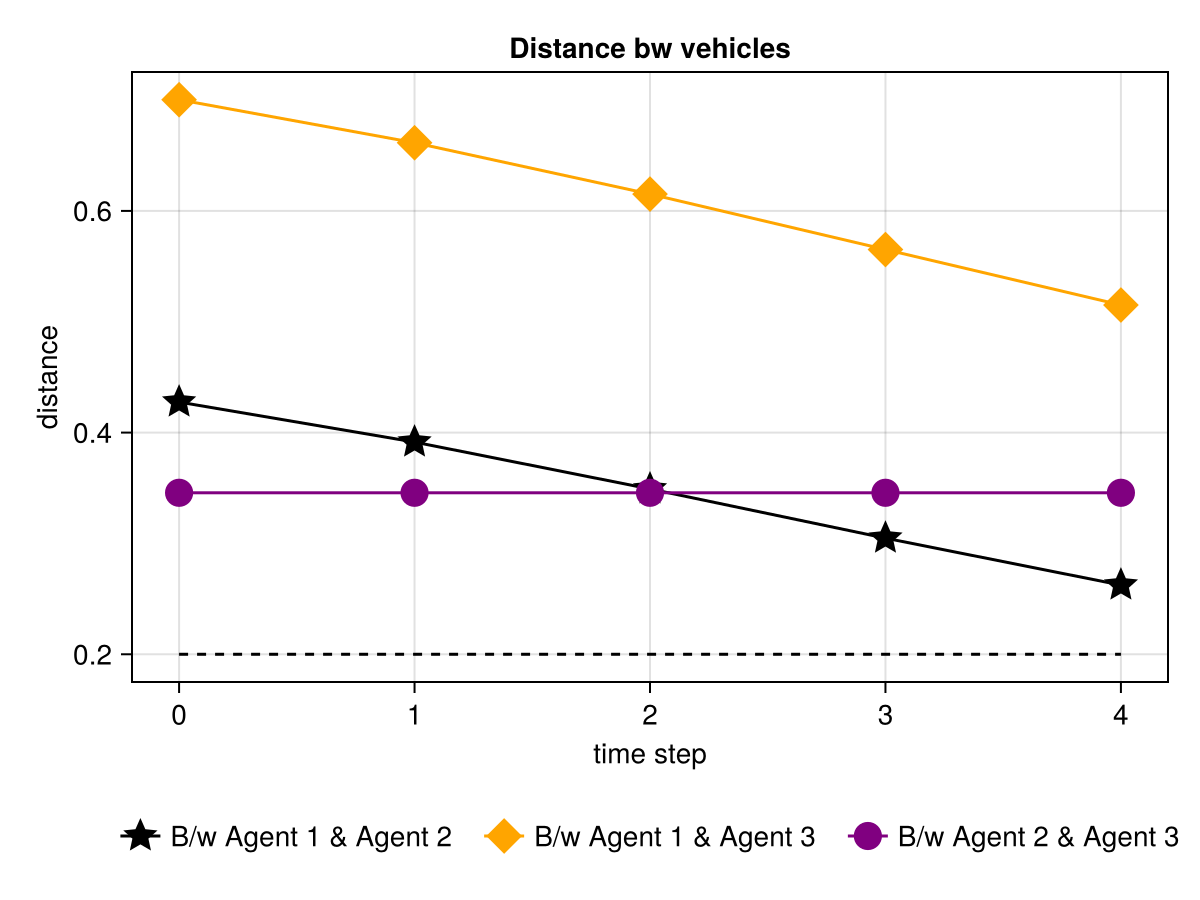 Distance bw vehicles
distance
0.6
0.4
0.2
0 1 2 3 4
time step
B/w Agent 1 & Agent 2 B/w Agent 1 & Agent 3 B/w Agent 2 & Agent 3